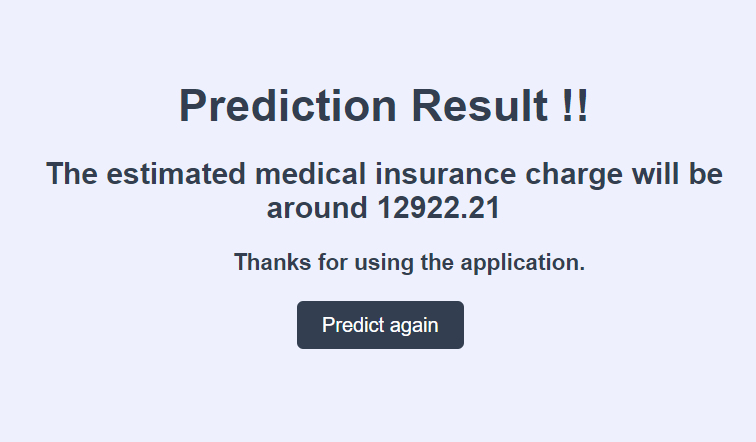 Prediction Result !!
The estimated medical insurance charge will be
around 12922.21
Thanks for using the application.
Predict again